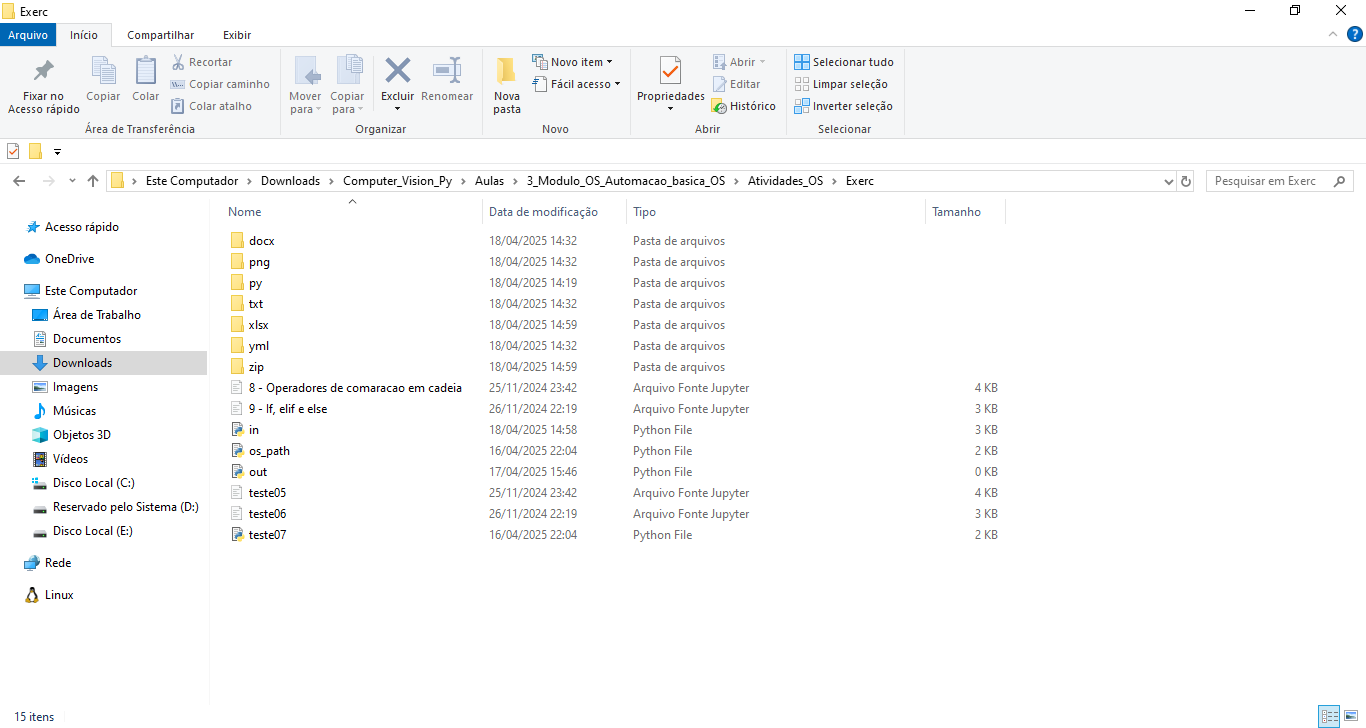 Exerc
Arquivo Início Compartilhar Exibir
Fixar no Acesso rápido
Copiar
Colar
Recortar
Copiar caminho
Colar atalho
Área de Transferência
Mover para
Copiar para
Excluir
Renomear
Organizar
Nova pasta
Novo item
Fácil acesso
Novo
Propriedades
Abrir
Editar
Histórico
Abrir
Selecionar tudo
Limpar seleção
Inverter seleção
Selecionar
Este Computador > Downloads > Computer_Vision_Py > Aulas > 3_Modulo_OS_Automacao_basica_OS > Atividades_OS > Exerc
Pesquisar em Exerc
Acesso rápido
OneDrive
Este Computador
Área de Trabalho
Documentos
Downloads
Imagens
Músicas
Objetos 3D
Vídeos
Disco Local (C:)
Reservado pelo Sistema (D:)
Disco Local (E:)
Rede
Linux
Nome Data de modificação Tipo Tamanho
docx 18/04/2025 14:32 Pasta de arquivos
png 18/04/2025 14:32 Pasta de arquivos
py 18/04/2025 14:19 Pasta de arquivos
txt 18/04/2025 14:32 Pasta de arquivos
xlsx 18/04/2025 14:59 Pasta de arquivos
yml 18/04/2025 14:32 Pasta de arquivos
zip 18/04/2025 14:59 Pasta de arquivos
8 - Operadores de comaracao em cadeia 25/11/2024 23:42 Arquivo Fonte Jupyter 4 KB
9 - If, elif e else 26/11/2024 22:19 Arquivo Fonte Jupyter 3 KB
in 18/04/2025 14:58 Python File 3 KB
os_path 16/04/2025 22:04 Python File 2 KB
out 17/04/2025 15:46 Python File 0 KB
teste05 25/11/2024 23:42 Arquivo Fonte Jupyter 4 KB
teste06 26/11/2024 22:19 Arquivo Fonte Jupyter 3 KB
teste07 16/04/2025 22:04 Python File 2 KB
15 itens